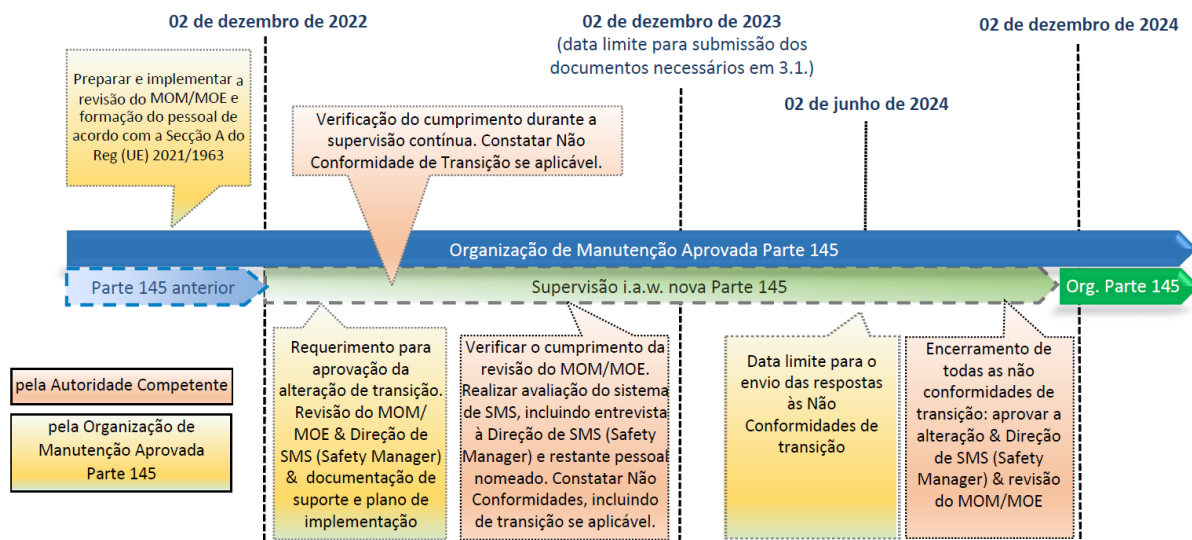 02 de dezembro de 2022
02 de dezembro de 2023
(data limite para submissão dos
documentos necessários em 3.1.)
02 de dezembro de 2024
02 de junho de 2024
Preparar e implementar a
revisão do MOM/MOE e
formação do pessoal de
acordo com a Secção A do
Reg (UE) 2021/1963
Verificação do cumprimento durante a
supervisão contínua. Constatar Não
Conformidade de Transição se aplicável.
Organização de Manutenção Aprovada Parte 145
Parte 145 anterior
Supervisão i.a.w. nova Parte 145
Org. Parte 145
pela Autoridade Competente
pela Organização de
Manutenção Aprovada
Parte 145
Requerimento para
aprovação da
alteração de transição.
Revisão do MOM/
MOE & Direção de
SMS (Safety Manager)
& documentação de
suporte e plano de
implementação
Verificar o cumprimento da
revisão do MOM/MOE.
Realizar avaliação do sistema
de SMS, incluindo entrevista
à Direção de SMS (Safety
Manager) e restante pessoal
nomeado. Constatar Não
Conformidades, incluindo
de transição se aplicável.
Data limite para o
envio das respostas
às Não
Conformidades de
transição
Encerramento de
todas as não
conformidades de
transição: aprovar a
alteração & Direção
de SMS (Safety
Manager) & revisão
do MOM/MOE